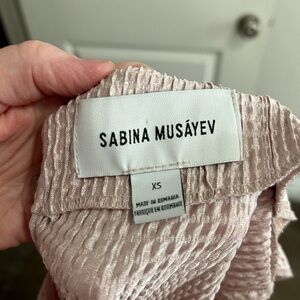 SABINA MUSÁYEV
XS
MADE IN ROMANIA
FABRIQUE EN ROUMANIE